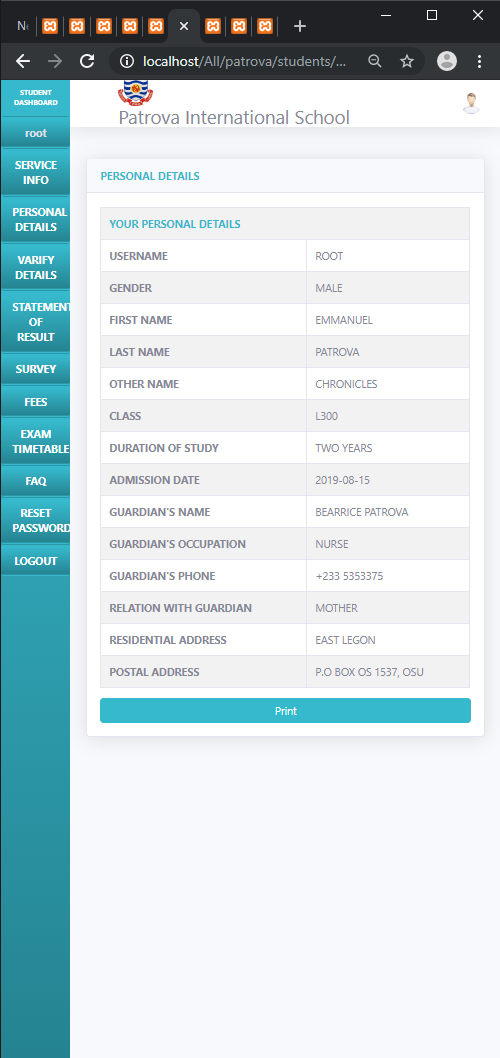 localhost/All/patrova/students/...
STUDENT
DASHBOARD
root
SERVICE
INFO
PERSONAL
DETAILS
VARIFY
DETAILS
STATEMENT
OF
RESULT
SURVEY
FEES
EXAM
TIMETABLE
FAQ
RESET
PASSWORD
LOGOUT
Patrova International School
PERSONAL DETAILS
YOUR PERSONAL DETAILS
USERNAME ROOT
GENDER MALE
FIRST NAME EMMANUEL
LAST NAME PATROVA
OTHER NAME CHRONICLES
CLASS L300
DURATION OF STUDY TWO YEARS
ADMISSION DATE 2019-08-15
GUARDIAN'S NAME BEARRICE PATROVA
GUARDIAN'S OCCUPATION NURSE
GUARDIAN'S PHONE +233 5353375
RELATION WITH GUARDIAN MOTHER
RESIDENTIAL ADDRESS EAST LEGON
POSTAL ADDRESS P.O BOX OS 1537, OSU
Print